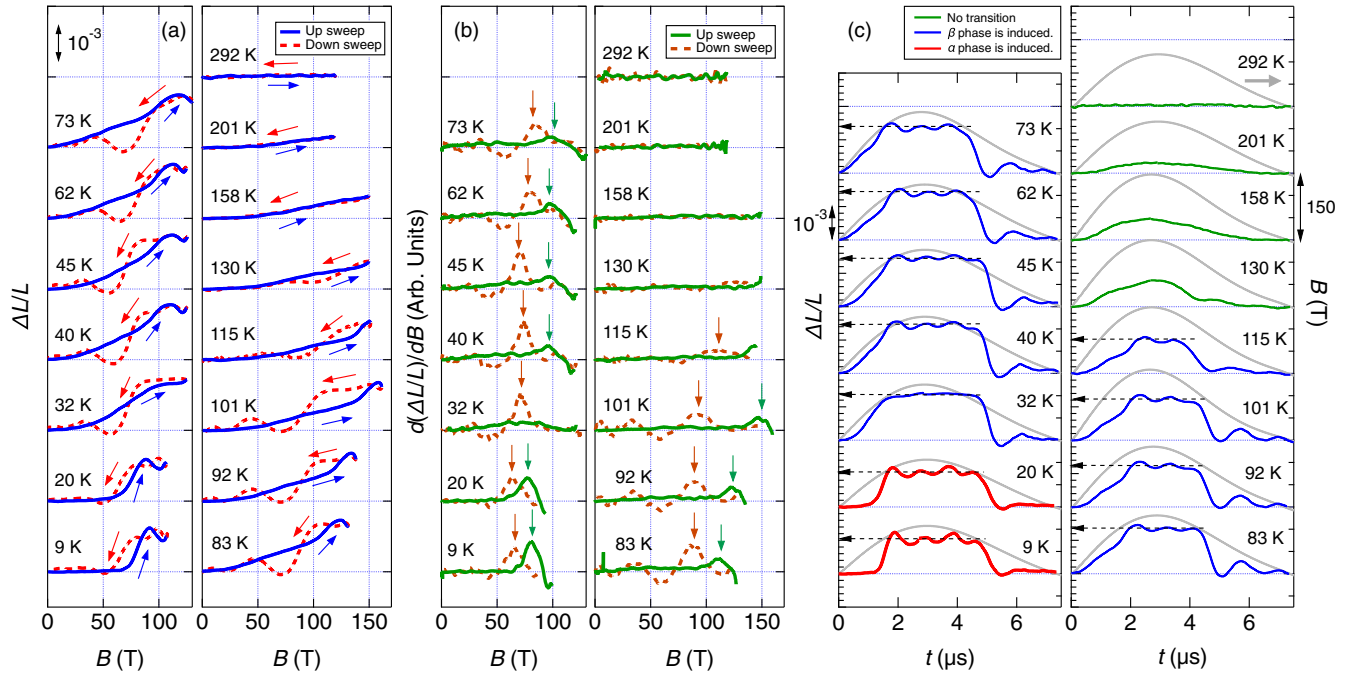 (a)
10⁻³
Up sweep
Down sweep
73 K
62 K
45 K
40 K
32 K
20 K
9 K
292 K
201 K
158 K
130 K
115 K
101 K
92 K
83 K
ΔL/L
0 50 100
0 50 100 150
B (T)
B (T)
(b)
Up sweep
Down sweep
73 K
62 K
45 K
40 K
32 K
20 K
9 K
292 K
201 K
158 K
130 K
115 K
101 K
92 K
83 K
d(ΔL/L)/dB (Arb. Units)
0 50 100
0 50 100 150
B (T)
B (T)
(c)
No transition
β phase is induced.
α phase is induced.
73 K
62 K
45 K
40 K
32 K
20 K
9 K
292 K
201 K
158 K
130 K
115 K
101 K
92 K
83 K
10⁻³
ΔL/L
150
B (T)
0 2 4 6
0 2 4 6
t (μs)
t (μs)